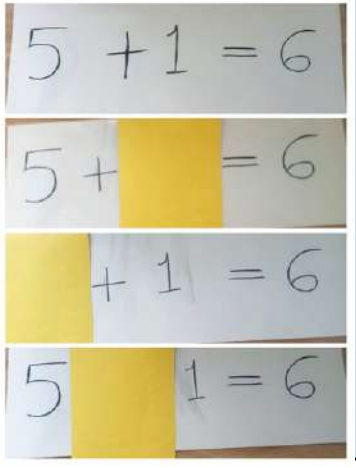 5 + 1 = 6
5 + = 6
+ 1 = 6
5 1 = 6